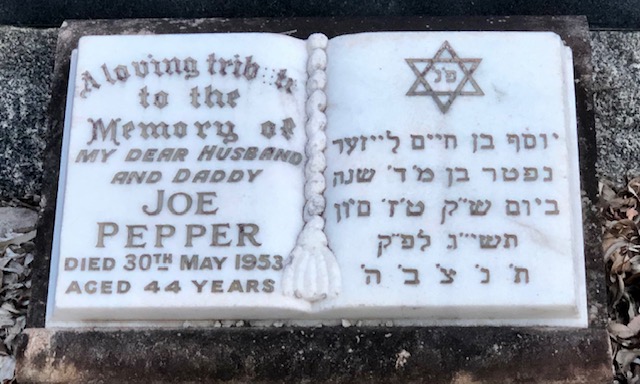 A loving tribute
to the
Memory of
MY DEAR HUSBAND
AND DADDY
JOE
PEPPER
DIED 30TH MAY 1953
AGED 44 YEARS
פ"נ
יוסף בן חיים לייזער
נפטר בן מ'ד' שנה
ביום ש"ק ט'ז' סיון
תשי"ג לפ"ק
ת' נ' צ' ב' ה'